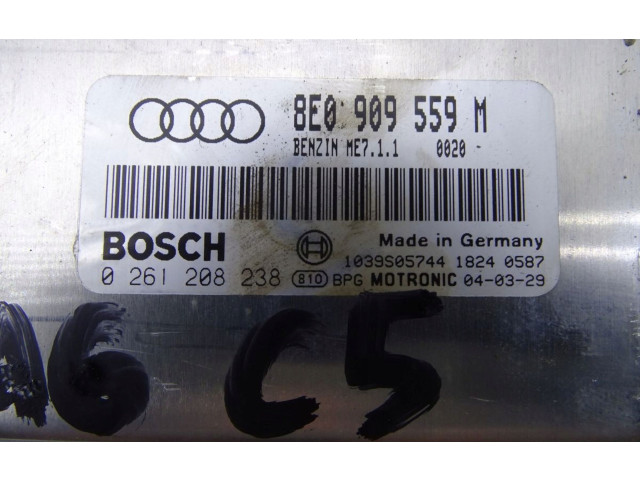 8E0 909 559 M
BENZIN ME7.1.1 0020 -
BOSCH
Made in Germany
1039S05744 1824 0587
0 261 208 238 810 BPG MOTRONIC 04-03-29
A6 C5